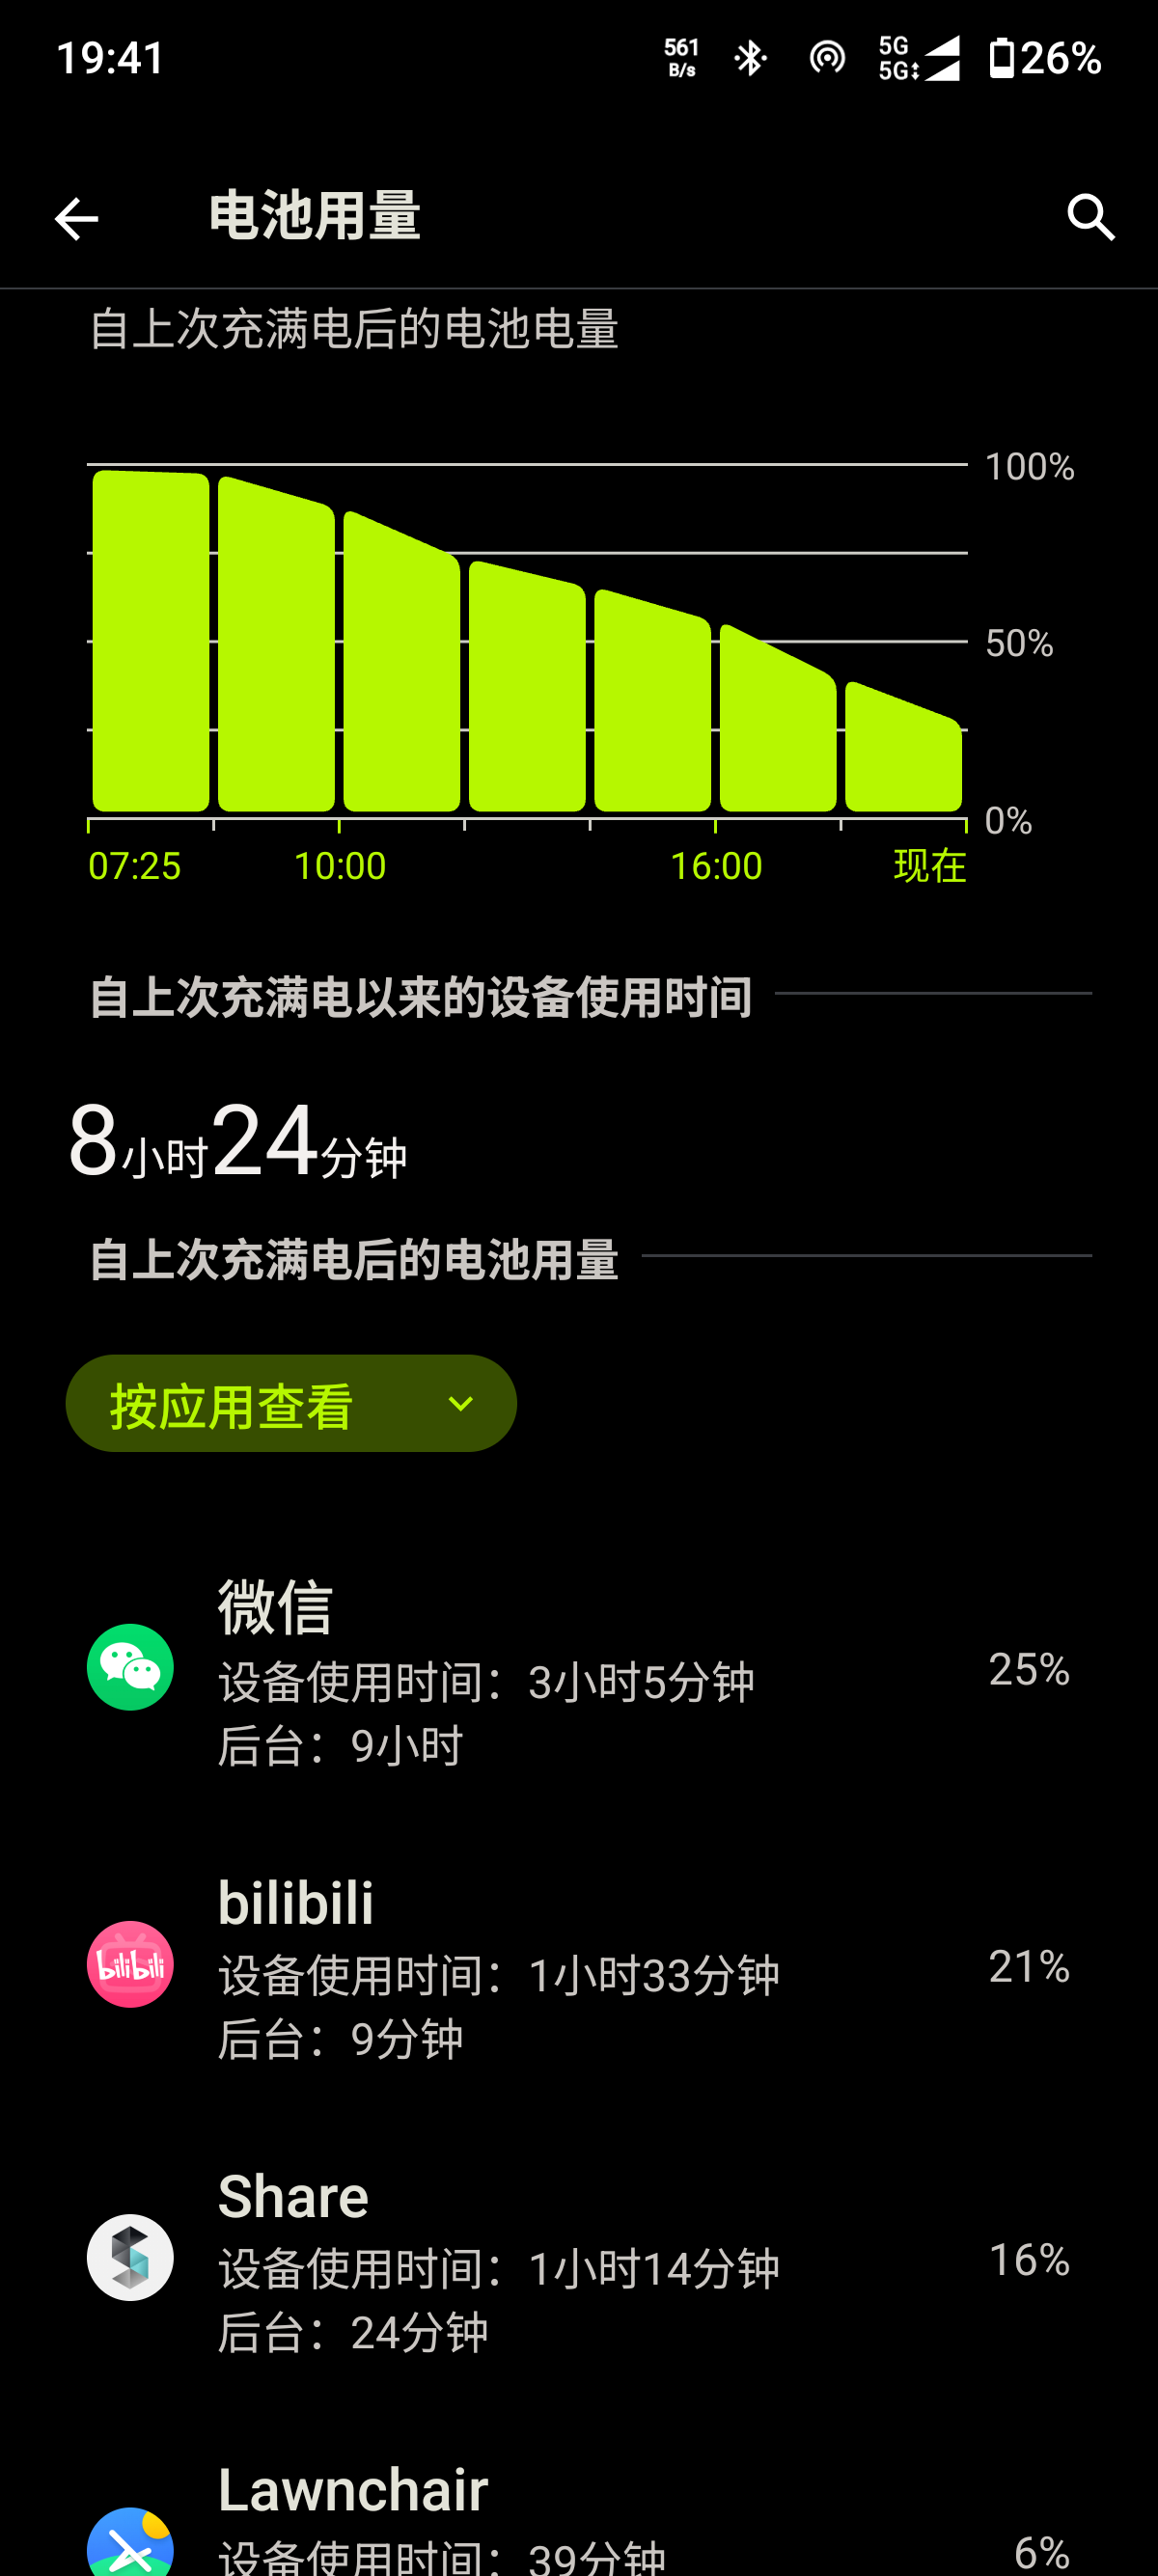 19:41
561
B/s
5G
5G
26%
电池用量
自上次充满电后的电池电量
100%
50%
0%
07:25 10:00 16:00 现在
自上次充满电以来的设备使用时间
8小时24分钟
自上次充满电后的电池用量
按应用查看
微信
设备使用时间：3小时5分钟
后台：9小时
25%
bilibili
bilibili
设备使用时间：1小时33分钟
后台：9分钟
21%
Share
设备使用时间：1小时14分钟
后台：24分钟
16%
Lawnchair
设备使用时间：39分钟
6%